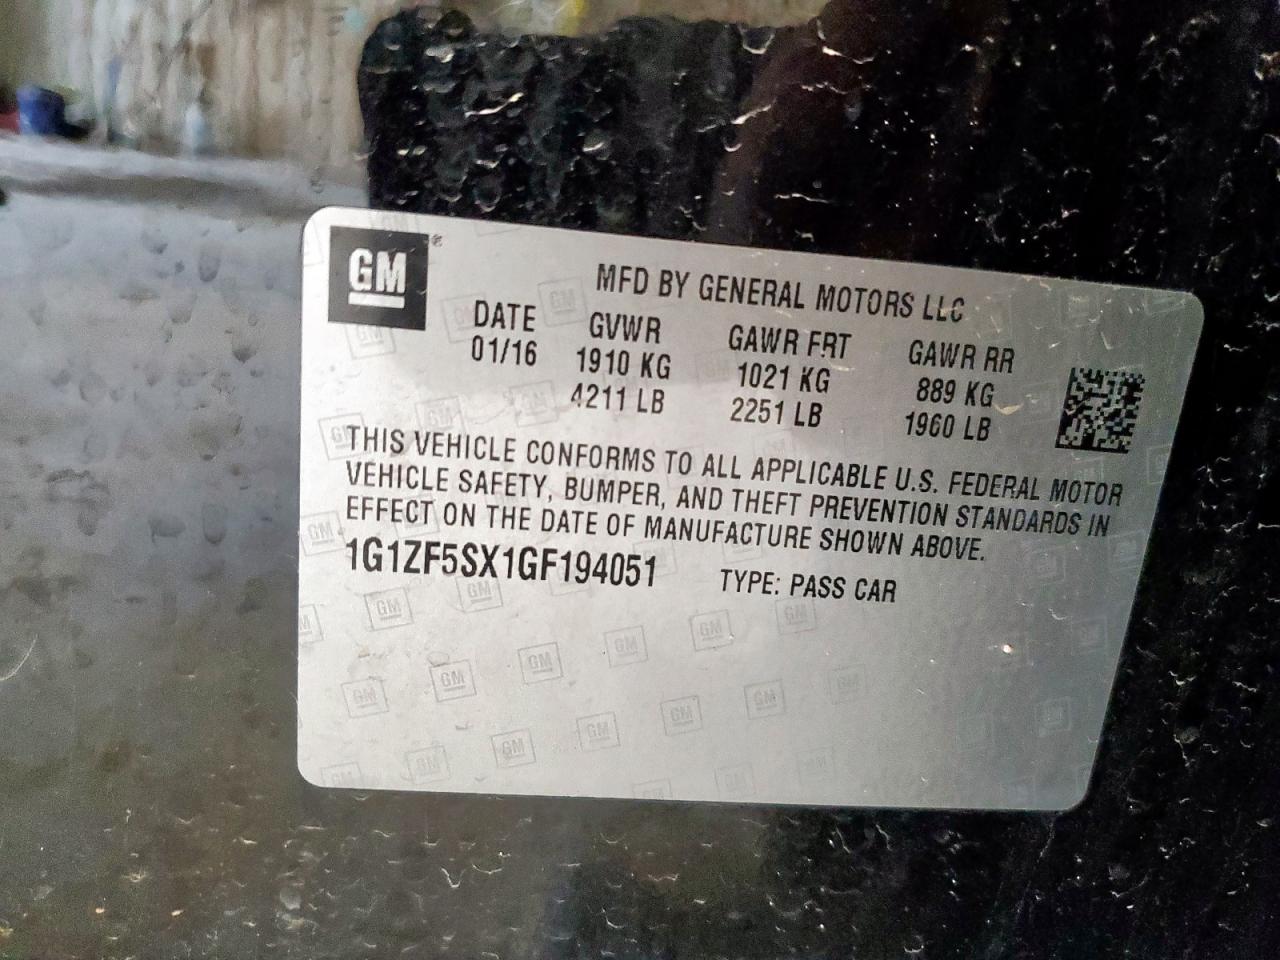 GM®
MFD BY GENERAL MOTORS LLC
DATE GVWR GAWR FRT GAWR RR
01/16 1910 KG 1021 KG 889 KG
4211 LB 2251 LB 1960 LB
THIS VEHICLE CONFORMS TO ALL APPLICABLE U.S. FEDERAL MOTOR
VEHICLE SAFETY, BUMPER, AND THEFT PREVENTION STANDARDS IN
EFFECT ON THE DATE OF MANUFACTURE SHOWN ABOVE.
1G1ZF5SX1GF194051 TYPE: PASS CAR